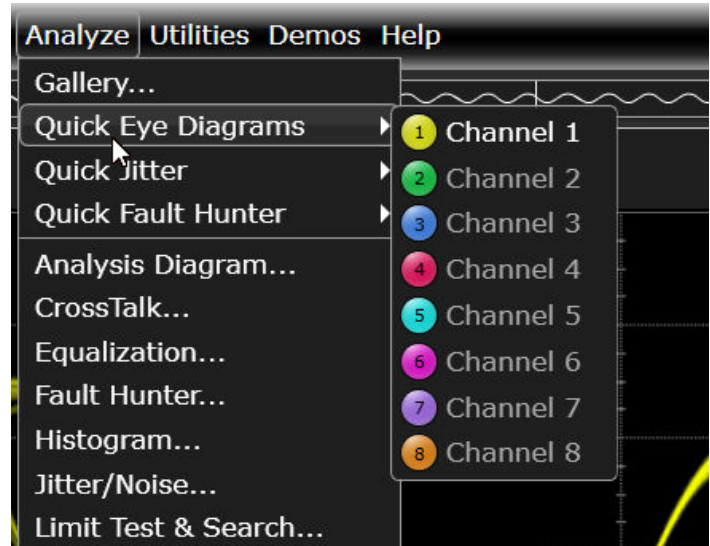 Analyze Utilities Demos Help
Gallery...
Quick Eye Diagrams
Quick Jitter
Quick Fault Hunter
Analysis Diagram...
CrossTalk...
Equalization...
Fault Hunter...
Histogram...
Jitter/Noise...
Limit Test & Search...
1 Channel 1
2 Channel 2
3 Channel 3
4 Channel 4
5 Channel 5
6 Channel 6
7 Channel 7
8 Channel 8